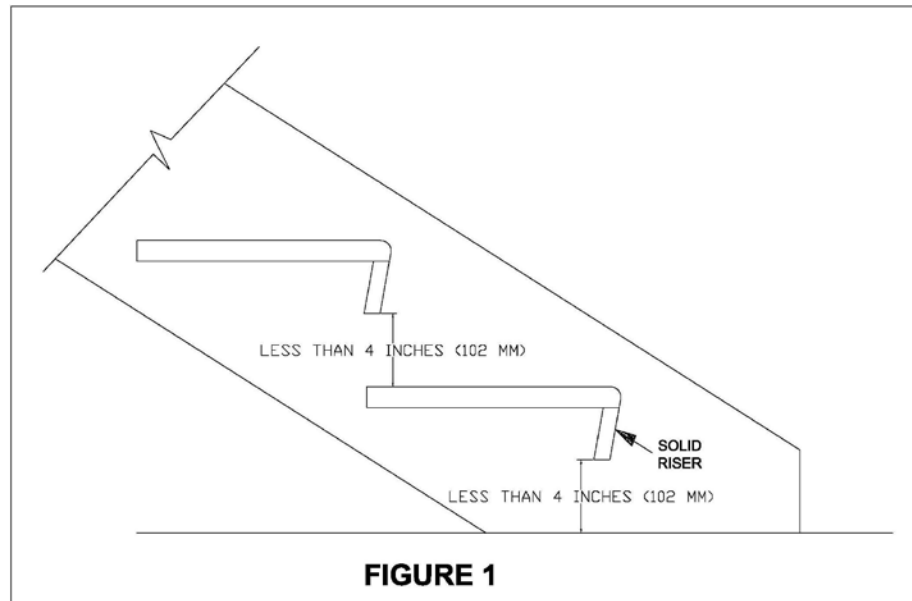 LESS THAN 4 INCHES (102 MM)
SOLID
RISER
LESS THAN 4 INCHES (102 MM)
FIGURE 1